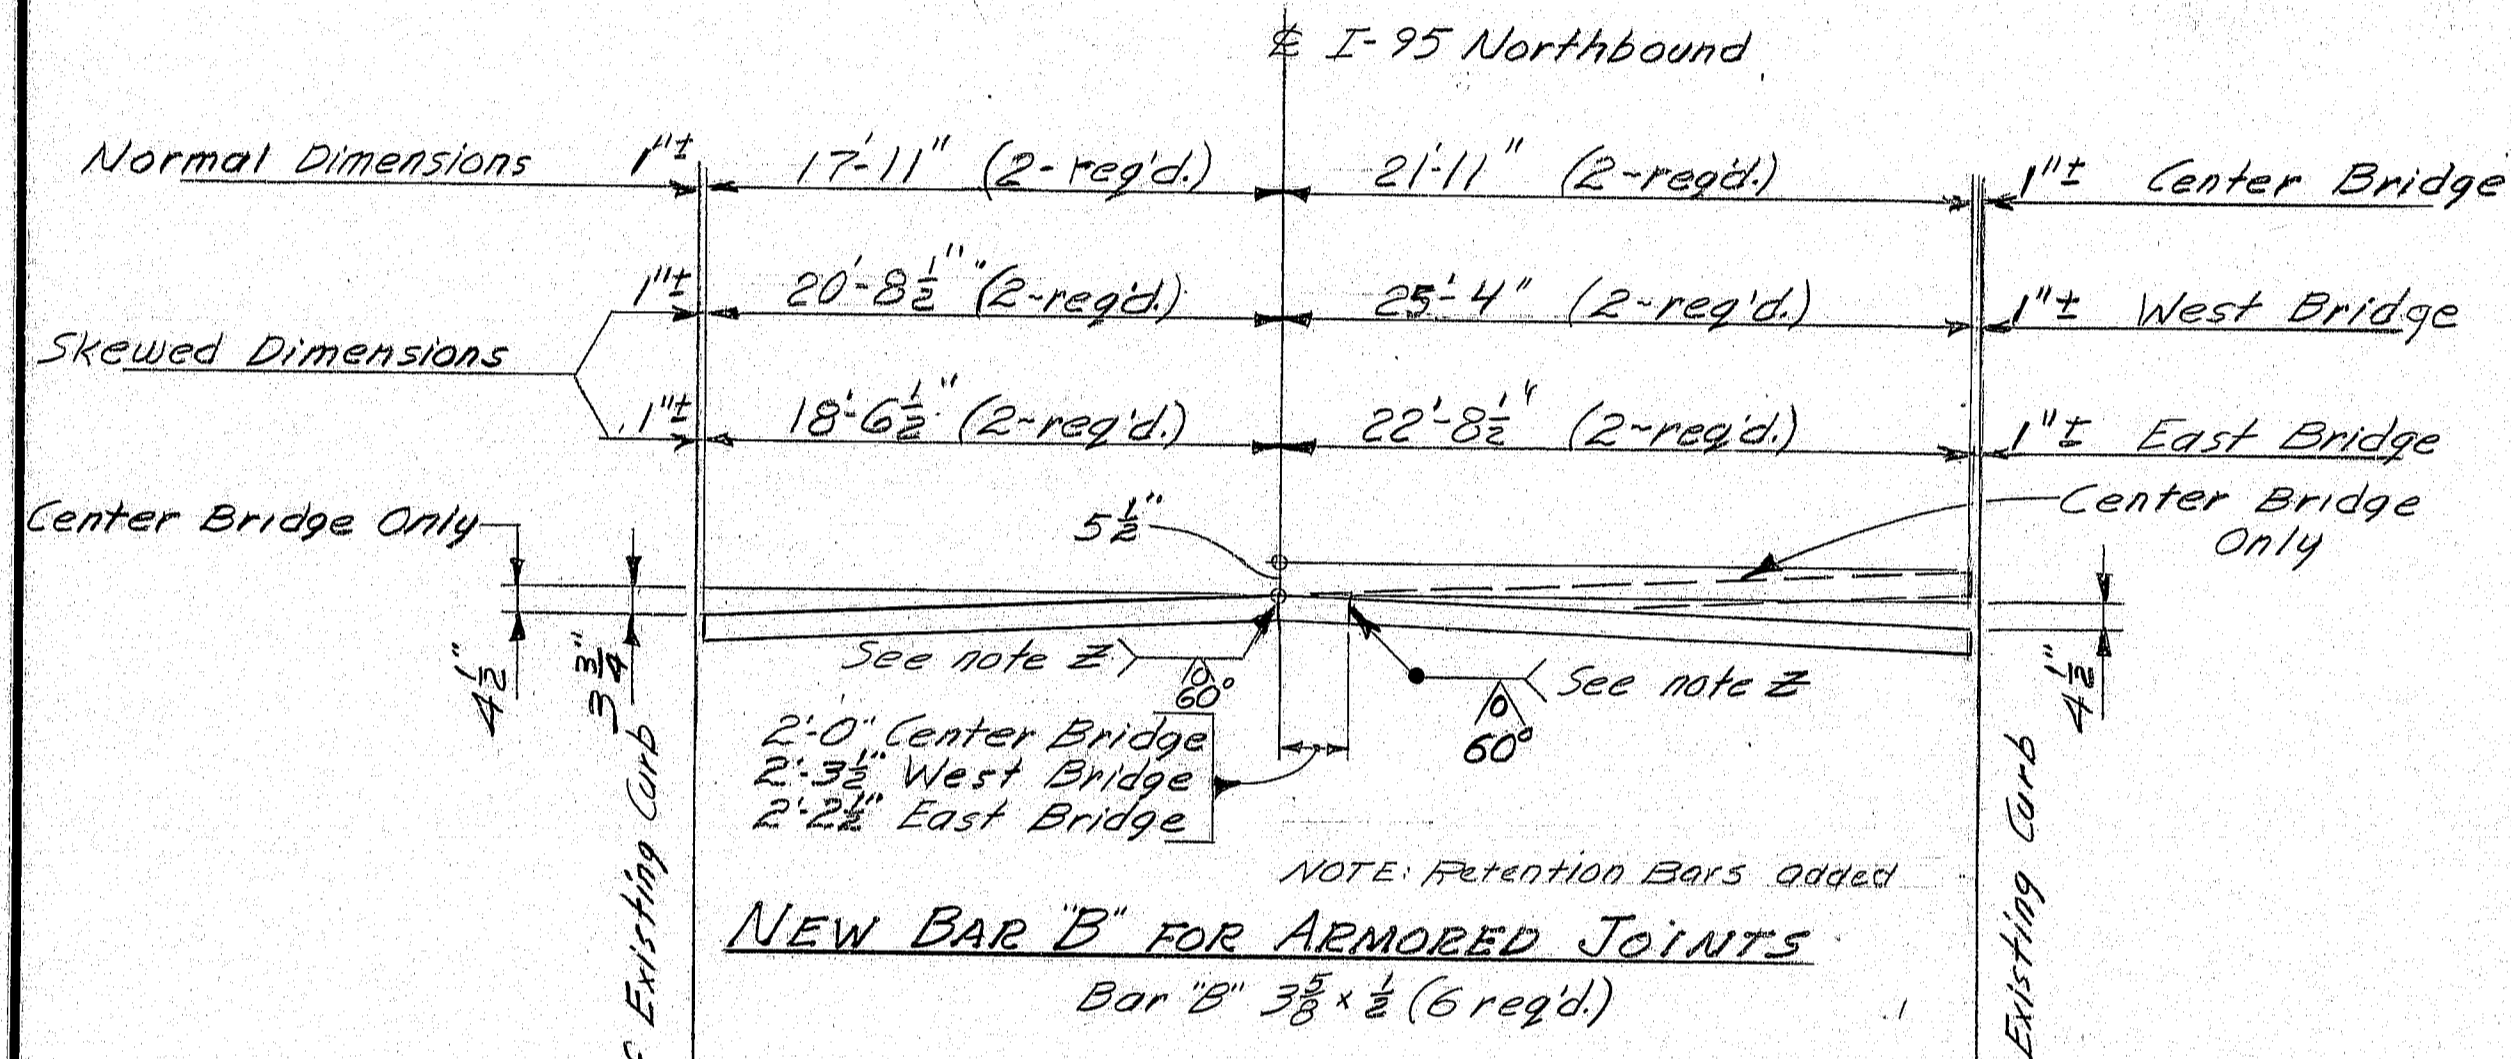 ℄ I-95 Northbound
Normal Dimensions 1"± 17'-11" (2-req'd.) 21'-11" (2-req'd.) 1"± Center Bridge
1"± 20'-8½" (2-req'd.) 25'-4" (2-req'd.) 1"± West Bridge
Skewed Dimensions
1"± 18'-6½" (2-req'd.) 22'-8½" (2-req'd.) 1"± East Bridge
Center Bridge Only
5½"
Center Bridge
Only
4½"
3¾"
See note Z
60°
See note Z
60°
4½"
2'-0" Center Bridge
2'-3½" West Bridge
2'-2½" East Bridge
Existing Curb
Existing Curb
NOTE: Retention Bars added
NEW BAR "B" FOR ARMORED JOINTS
Bar "B" 3⅝ x ½ (6 req'd.)